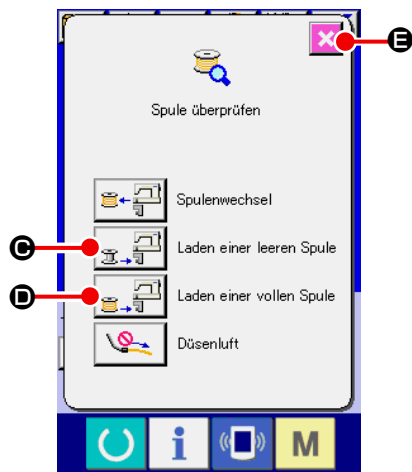 E
Spule überprüfen
Spulenwechsel
C
Laden einer leeren Spule
D
Laden einer vollen Spule
Düsenluft
i
M